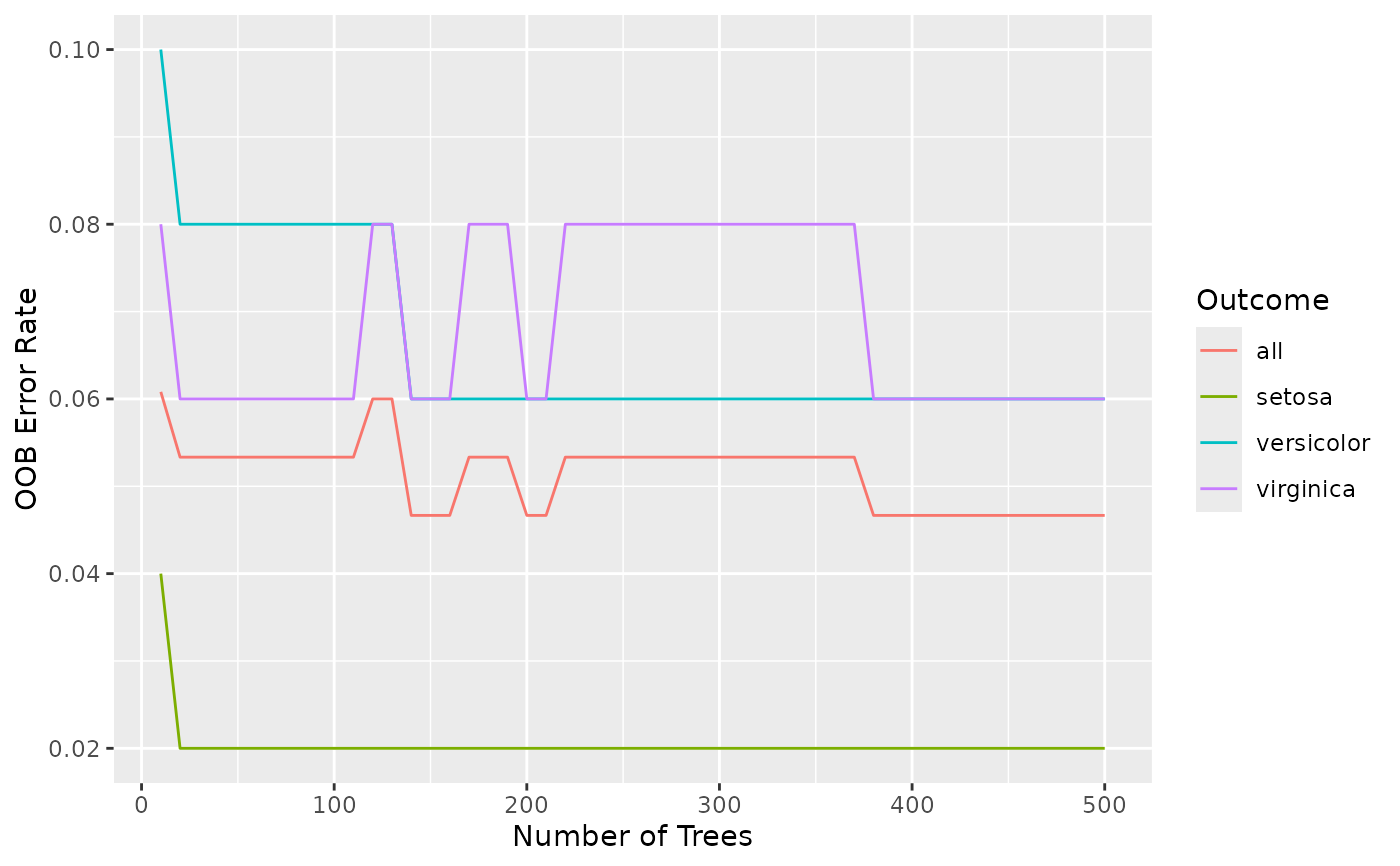 OOB Error Rate
0.10
0.08
0.06
0.04
0.02
0 100 200 300 400 500
Number of Trees
Outcome
all
setosa
versicolor
virginica